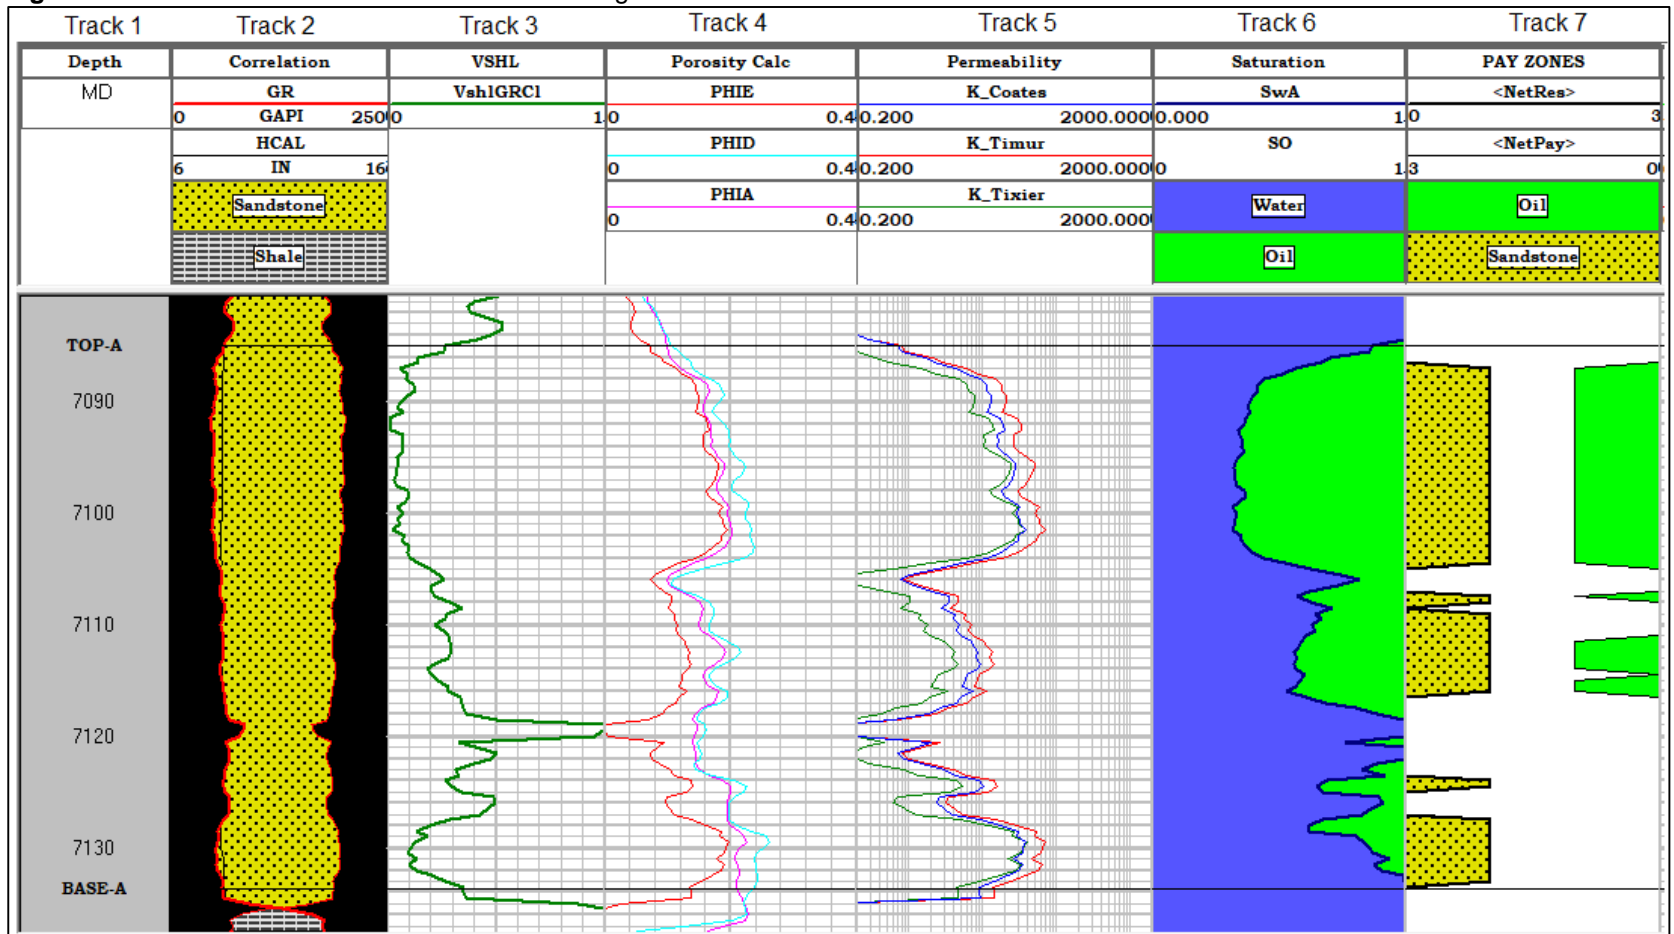 Track 1 Track 2 Track 3 Track 4 Track 5 Track 6 Track 7
Depth Correlation VSHL Porosity Calc Permeability Saturation PAY ZONES
MD GR VshlGRCl PHIE K_Coates SwA <NetRes>
0 GAPI 250 0 1. 0 0.4 0.200 2000.000 0.000 1. 0 3
HCAL PHID K_Timur SO <NetPay>
6 IN 16 0 0.4 0.200 2000.000 0 1. 3 0
Sandstone PHIA K_Tixier Water Oil
0 0.4 0.200 2000.000
Shale Oil Sandstone
TOP-A
7090
7100
7110
7120
7130
BASE-A